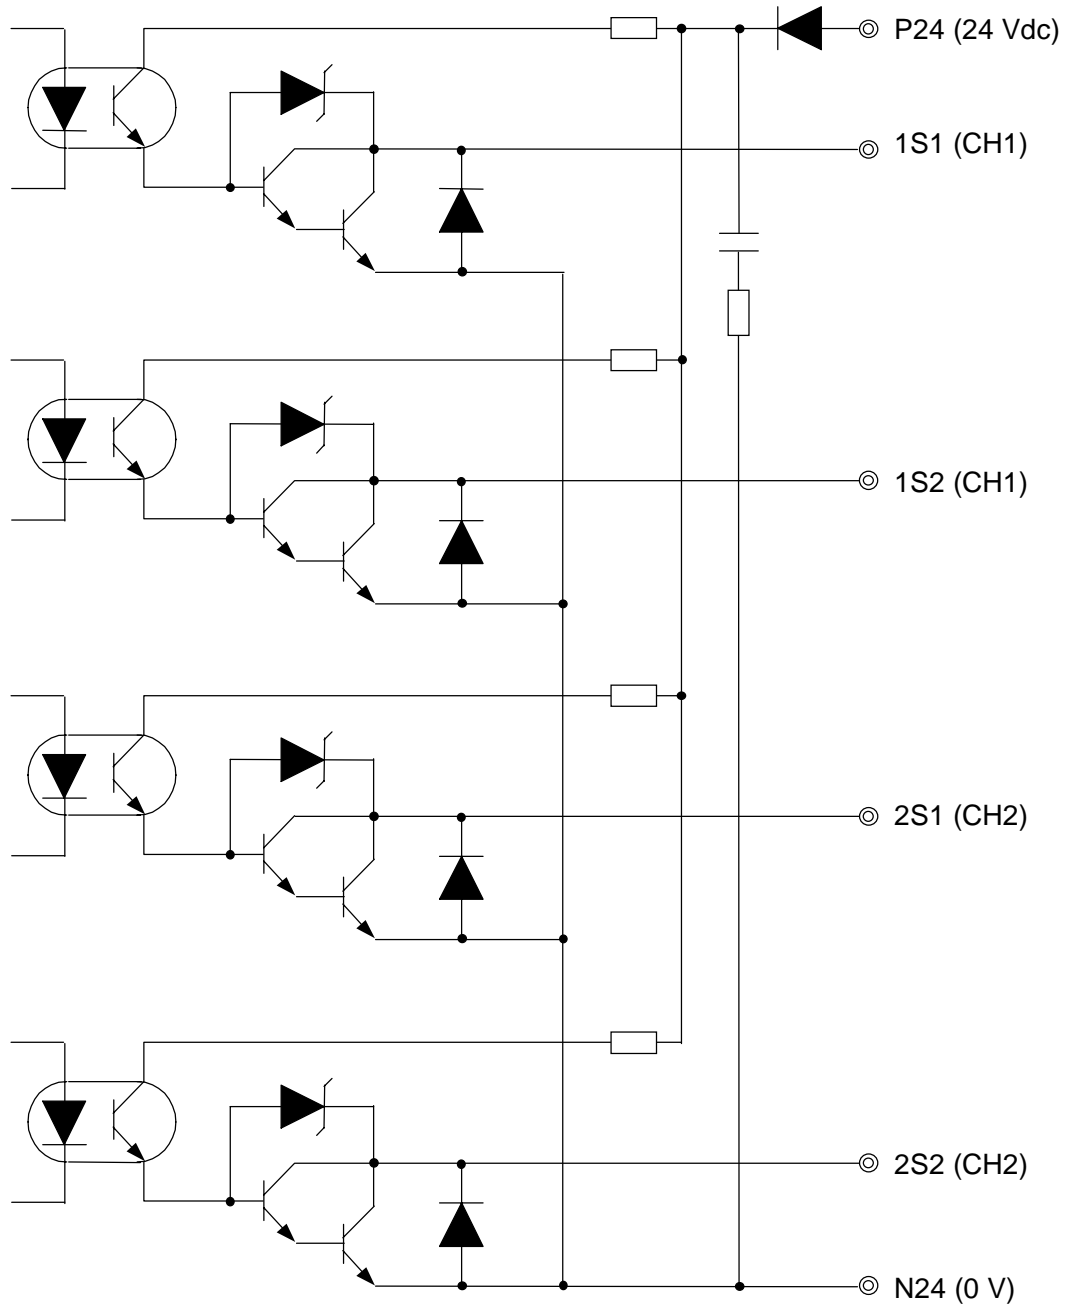 P24 (24 Vdc)
1S1 (CH1)
1S2 (CH1)
2S1 (CH2)
2S2 (CH2)
N24 (0 V)